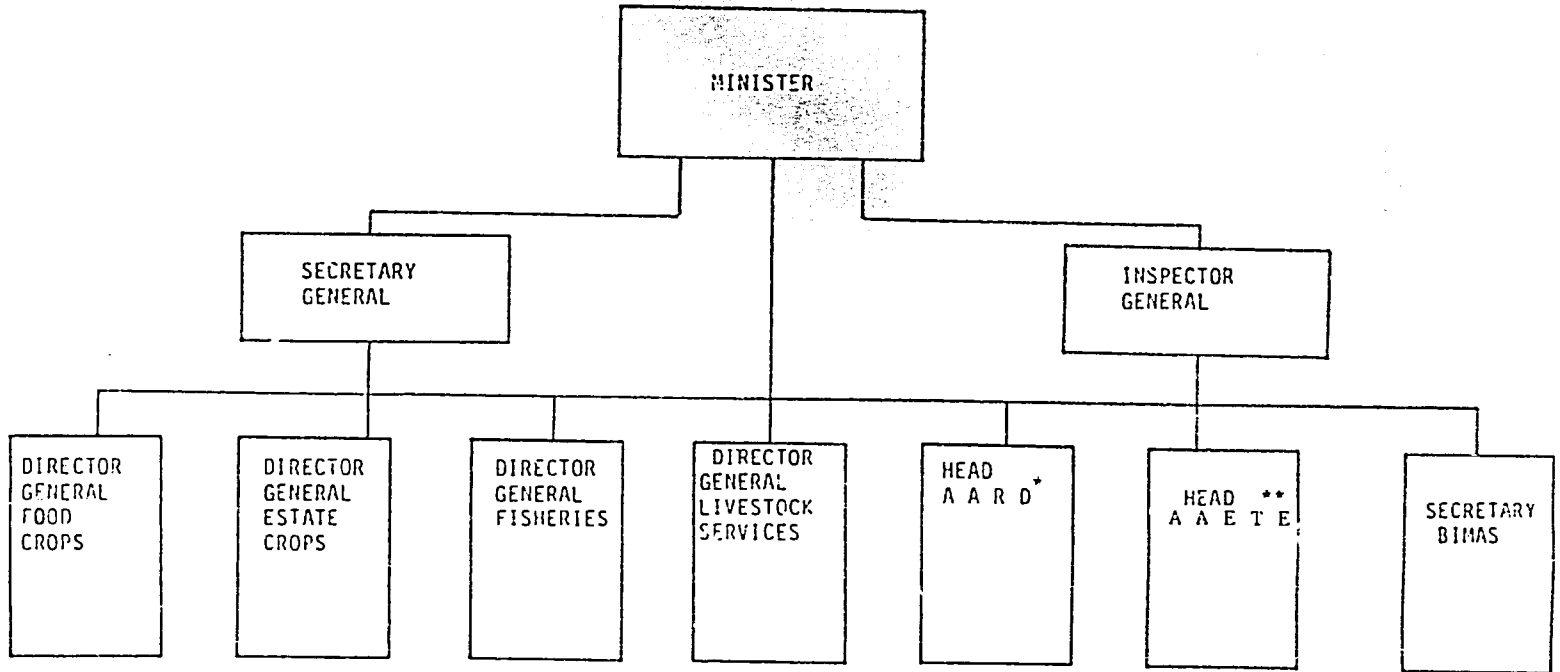 MINISTER
SECRETARY
GENERAL
INSPECTOR
GENERAL
DIRECTOR
GENERAL
FOOD
CROPS
DIRECTOR
GENERAL
ESTATE
CROPS
DIRECTOR
GENERAL
FISHERIES
DIRECTOR
GENERAL
LIVESTOCK
SERVICES
HEAD
A A R D*
HEAD **
A A E T E
SECRETARY
BIMAS